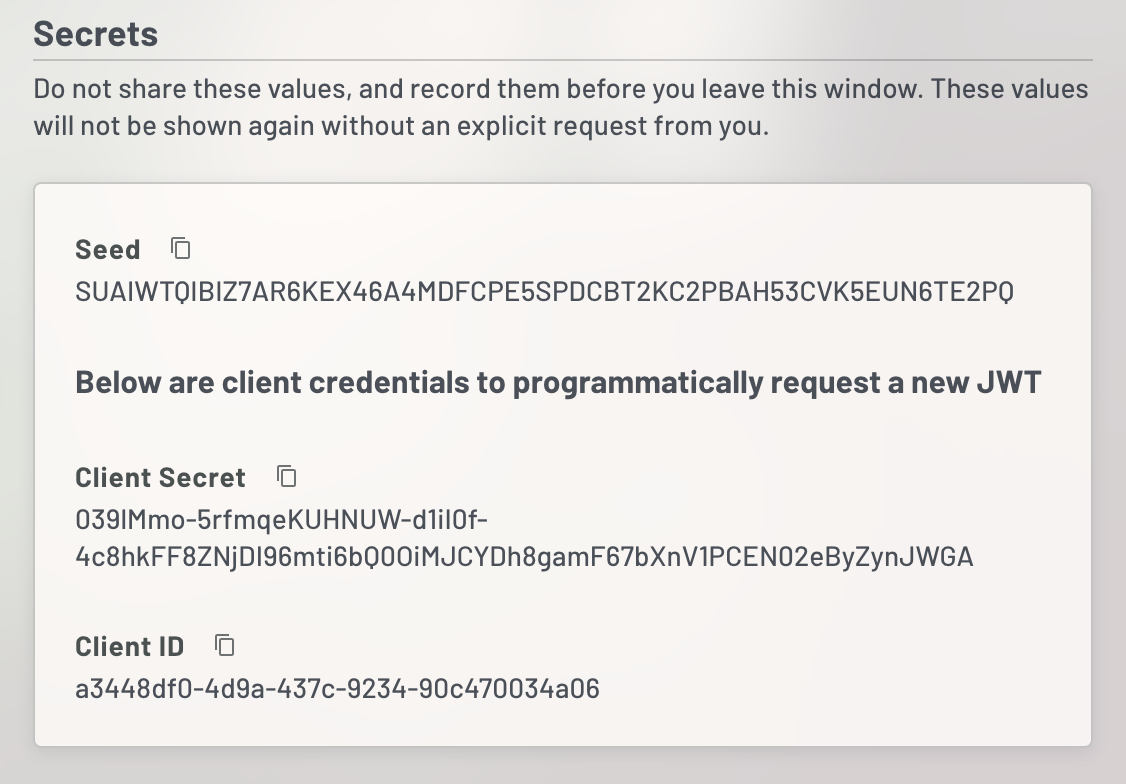 Secrets
Do not share these values, and record them before you leave this window. These values
will not be shown again without an explicit request from you.
Seed
SUAIWTQIBIZ7AR6KEX46A4MDFCPE5SPDCBT2KC2PBAH53CVK5EUN6TE2PQ
Below are client credentials to programmatically request a new JWT
Client Secret
039lMmo-5rfmqeKUHNUW-d1iI0f-
4c8hkFF8ZNjDl96mti6bQ0OiMJCYDh8gamF67bXnV1PCENO2eByZynJWGA
Client ID
a3448df0-4d9a-437c-9234-90c470034a06